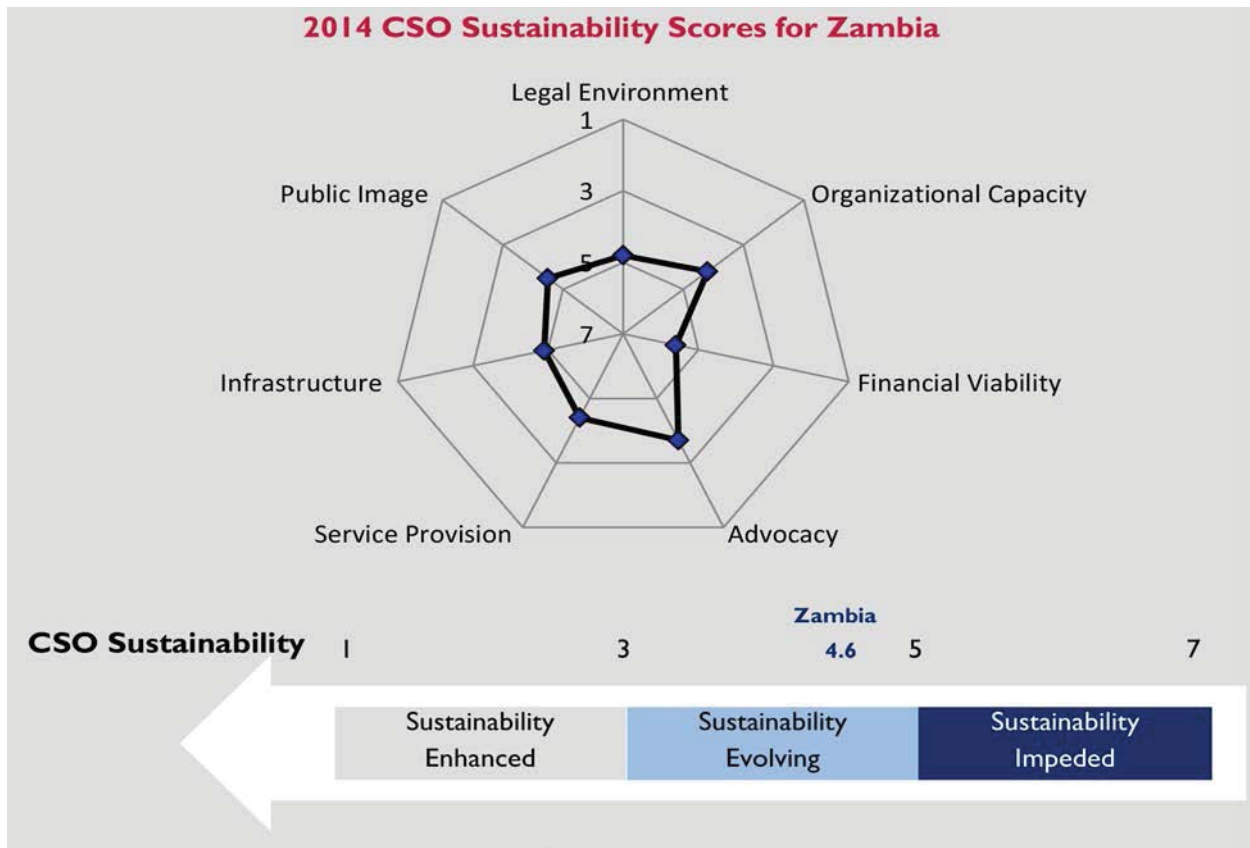 2014 CSO Sustainability Scores for Zambia
Legal Environment
1
Public Image
3
Organizational Capacity
5
7
Infrastructure
Financial Viability
Service Provision
Advocacy
Zambia
CSO Sustainability 1 3 4.6 5 7
Sustainability Sustainability Sustainability
Enhanced Evolving Impeded